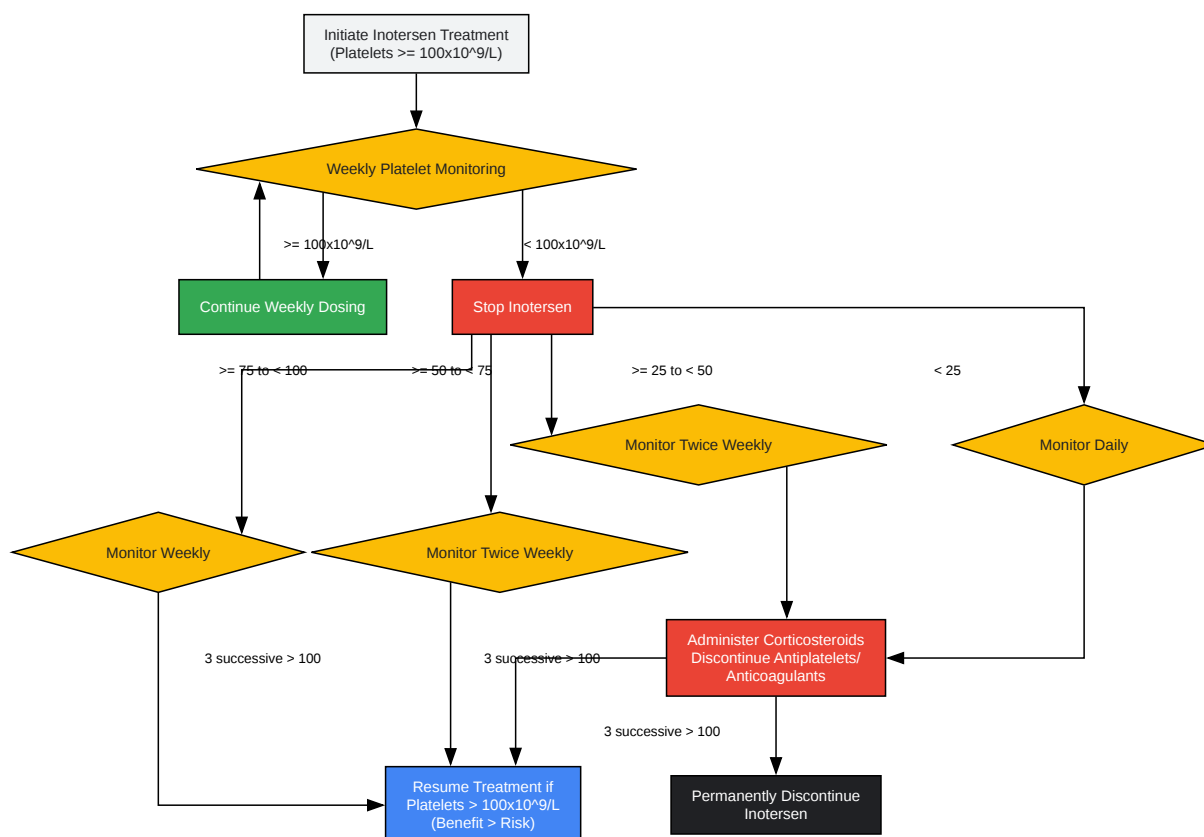 Initiate Inotersen Treatment
(Platelets >= 100x10^9/L)
Weekly Platelet Monitoring
>= 100x10^9/L
< 100x10^9/L
Continue Weekly Dosing
Stop Inotersen
>= 75 to < 100
>= 50 to < 75
>= 25 to < 50
< 25
Monitor Twice Weekly
Monitor Daily
Monitor Weekly
Monitor Twice Weekly
3 successive > 100
3 successive > 100
Administer Corticosteroids
Discontinue Antiplatelets/
Anticoagulants
3 successive > 100
Resume Treatment if
Platelets > 100x10^9/L
(Benefit > Risk)
Permanently Discontinue
Inotersen